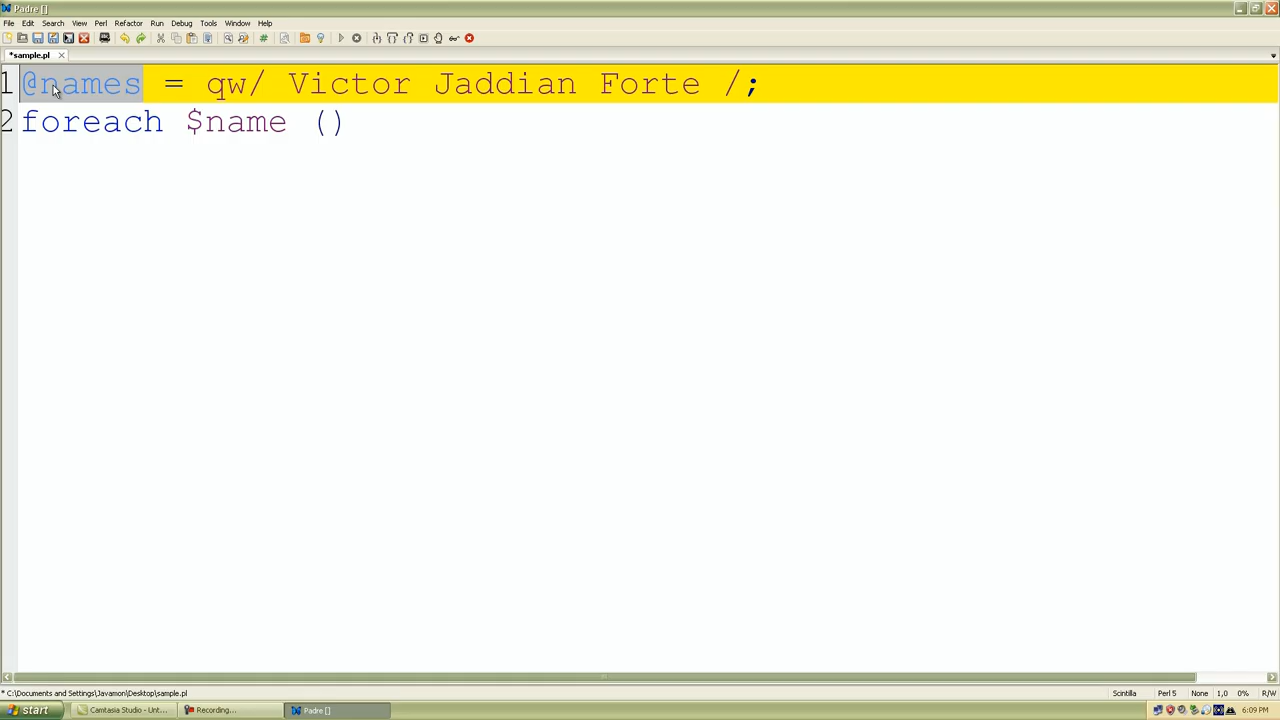 Padre []
File Edit Search View Perl Refactor Run Debug Tools Window Help
*sample.pl
1 @names = qw/ Victor Jaddian Forte /;
2 foreach $name ()
* C:\Documents and Settings\Javamon\Desktop\sample.pl Scintilla Perl 5 None 1,0 0% R/W
start Camtasia Studio - Unt... Recording... Padre [] 6:09 PM